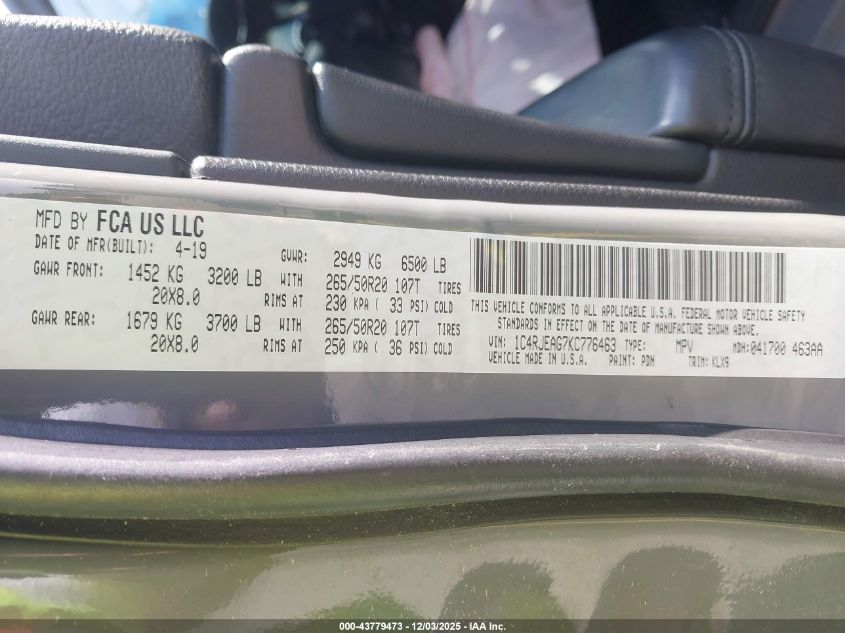 MFD BY FCA US LLC
DATE OF MFR(BUILT): 4-19 GVWR: 2949 KG 6500 LB
GAWR FRONT: 1452 KG 3200 LB WITH 265/50R20 107T TIRES
20X8.0 RIMS AT 230 KPA ( 33 PSI) COLD
GAWR REAR: 1679 KG 3700 LB WITH 265/50R20 107T TIRES
20X8.0 RIMS AT 250 KPA ( 36 PSI) COLD
THIS VEHICLE CONFORMS TO ALL APPLICABLE U.S.A. FEDERAL MOTOR VEHICLE SAFETY
STANDARDS IN EFFECT ON THE DATE OF MANUFACTURE SHOWN ABOVE.
VIN: 1C4RJEAG7KC776463 TYPE: MPV MDH: 041700 463AA
VEHICLE MADE IN U.S.A. PAINT: PDN TRIM: KLX9
000-43779473 - 12/03/2025 - IAA Inc.